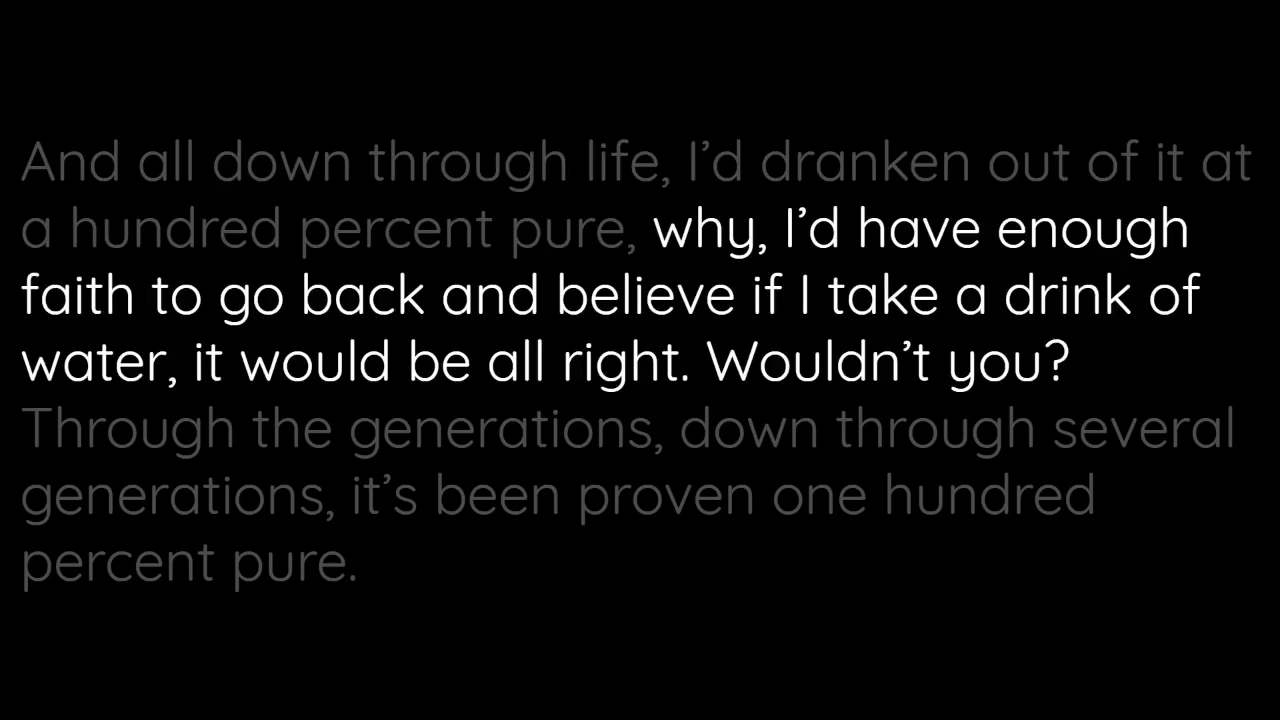 And all down through life, I’d dranken out of it at
a hundred percent pure, why, I’d have enough
faith to go back and believe if I take a drink of
water, it would be all right. Wouldn’t you?
Through the generations, down through several
generations, it’s been proven one hundred
percent pure.